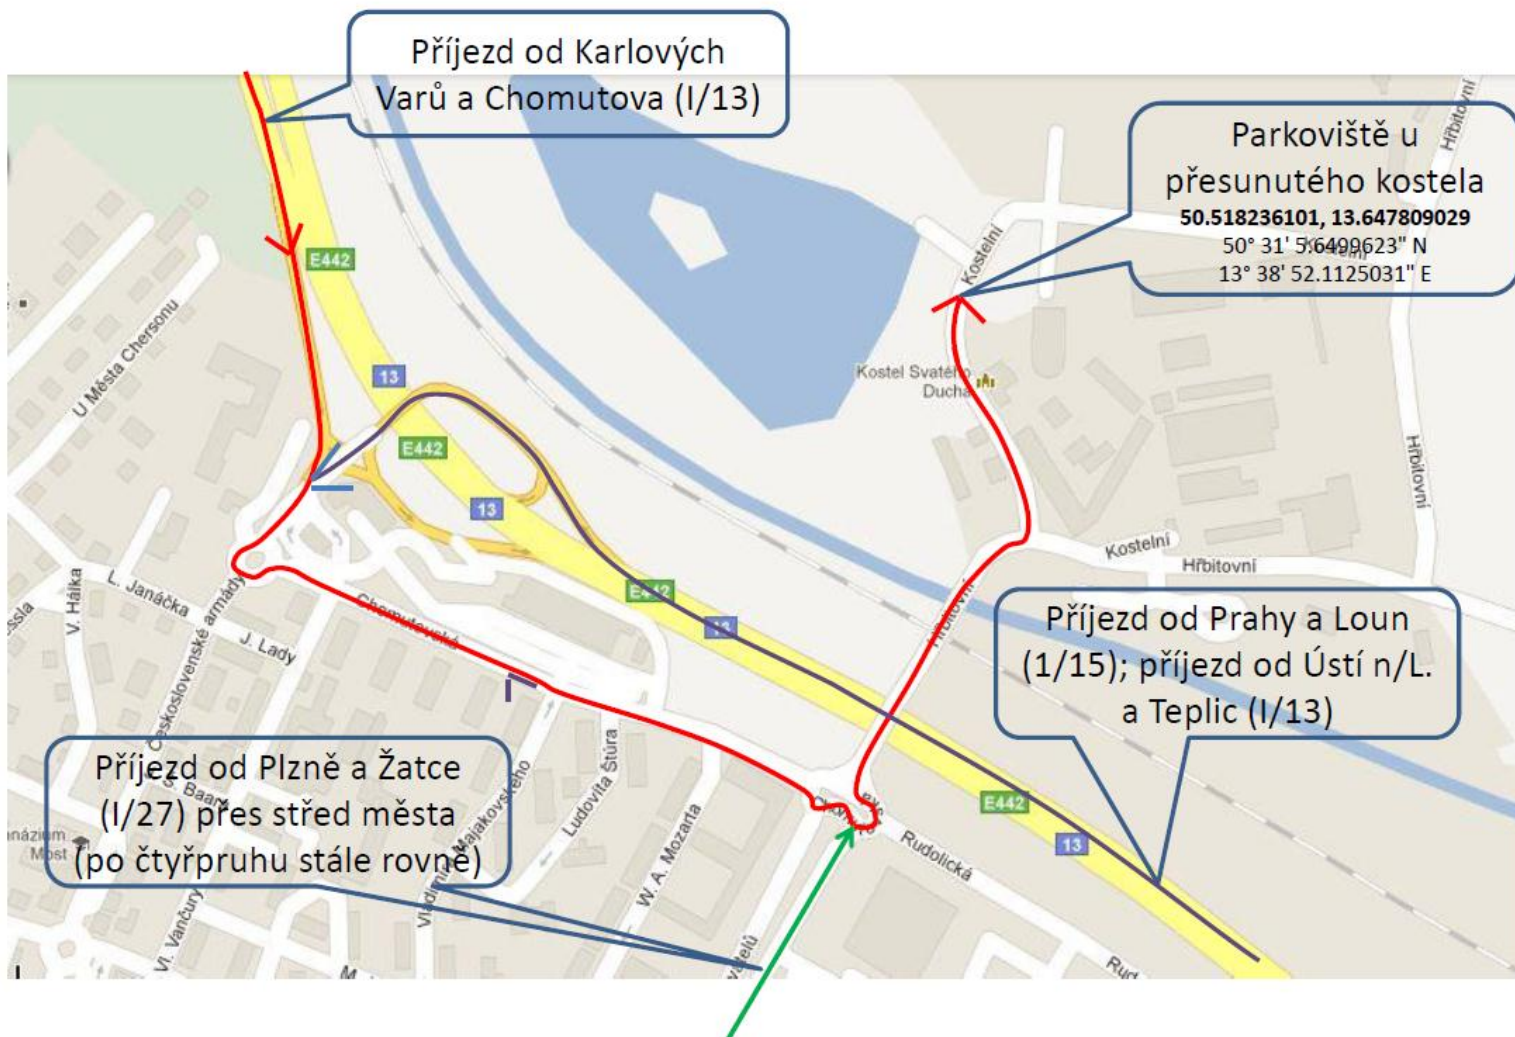 Příjezd od Karlových
Varů a Chomutova (I/13)
Parkoviště u
přesunutého kostela
50.518236101, 13.647809029
50° 31' 5.6499623" N
13° 38' 52.1125031" E
Hřbitovní
Kostelní
Kostelní
E442
U Města Chersonu
13
Kostel Svatého
Ducha
E442
13
Hřbitovní
Kostelní
Hřbitovní
E442
Hřbitovní
13
Chomutovská
L. Janáčka
V. Hálka
J. Lady
Československé armády
Příjezd od Prahy a Loun
(1/15); příjezd od Ústí n/L.
a Teplic (I/13)
Příjezd od Plzně a Žatce
(I/27) přes střed města
(po čtyřpruhu stále rovně)
Most
Vl. Vančury
Vladimíra Majakovského
Ludovíta Štúra
W. A. Mozarta
Rudolická
E442
13